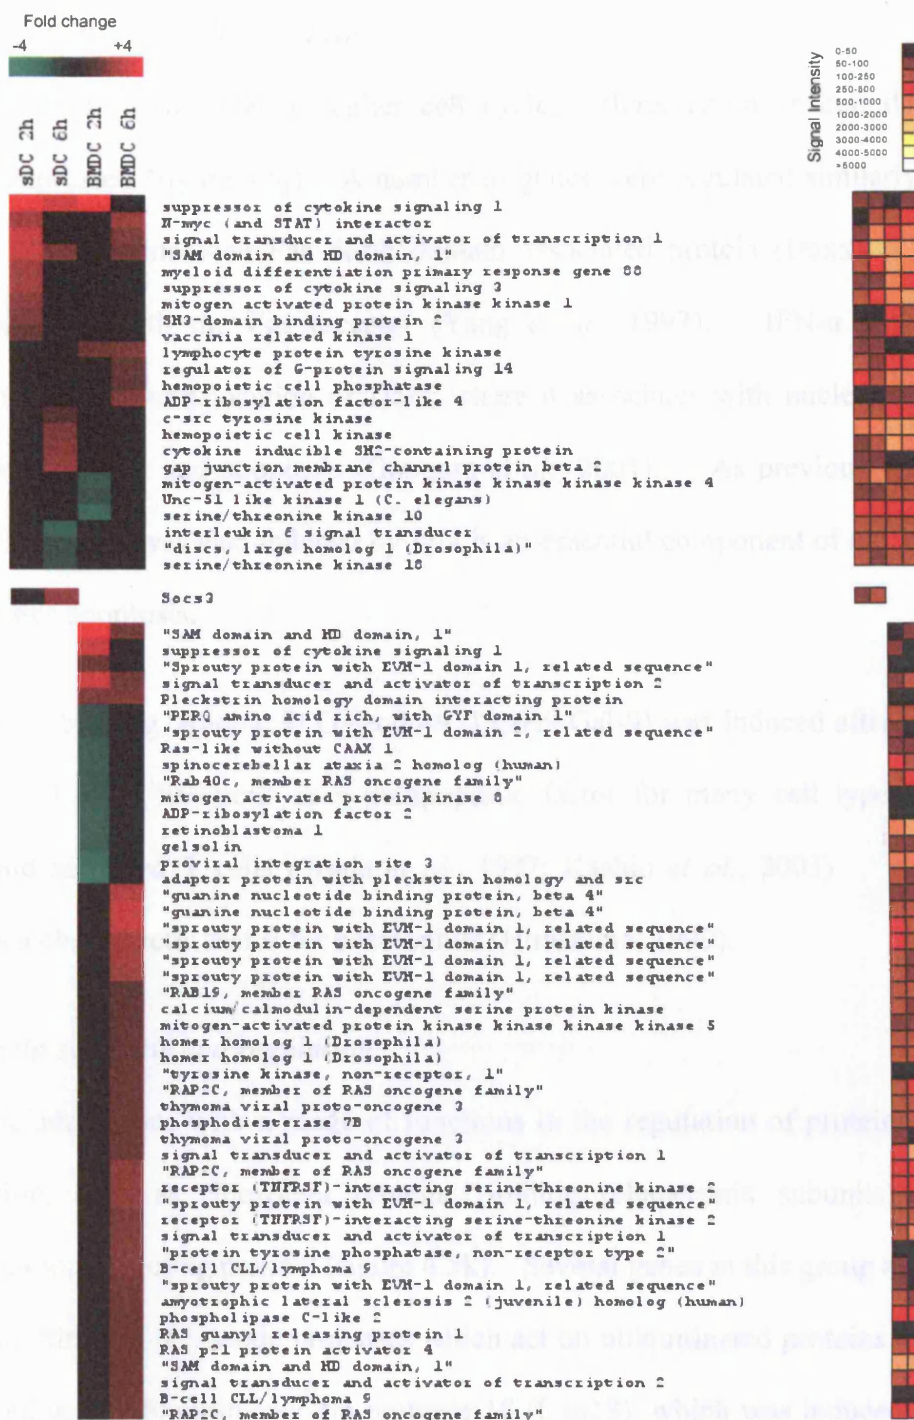 Fold change
-4 +4
sDC 2h
sDC 6h
BMDC 2h
BMDC 6h
Signal Intensity
0-50
50-100
100-250
250-500
500-1000
1000-2000
2000-3000
3000-4000
4000-5000
>5000
suppressor of cytokine signaling 1
N-myc (and STAT) interactor
signal transducer and activator of transcription 1
"SAM domain and HD domain, 1"
myeloid differentiation primary response gene 88
suppressor of cytokine signaling 3
mitogen activated protein kinase kinase 1
SH3-domain binding protein 2
vaccinia related kinase 1
lymphocyte protein tyrosine kinase
regulator of G-protein signaling 14
hemopoietic cell phosphatase
ADP-ribosylation factor-like 4
c-src tyrosine kinase
hemopoietic cell kinase
cytokine inducible SH2-containing protein
gap junction membrane channel protein beta 2
mitogen-activated protein kinase kinase kinase kinase 4
Unc-51 like kinase 1 (C. elegans)
serine/threonine kinase 10
interleukin 6 signal transducer
"discs, large homolog 1 (Drosophila)"
serine/threonine kinase 18
Socs3
"SAM domain and HD domain, 1"
suppressor of cytokine signaling 1
"Sprouty protein with EVH-1 domain 1, related sequence"
signal transducer and activator of transcription 2
Pleckstrin homology domain interacting protein
"PERQ amino acid rich, with GYF domain 1"
"sprouty protein with EVH-1 domain 2, related sequence"
Ras-like without CAAX 1
spinocerebellar ataxia 2 homolog (human)
"Rab40c, member RAS oncogene family"
mitogen activated protein kinase 8
ADP-ribosylation factor 2
retinoblastoma 1
gelsolin
proviral integration site 3
adaptor protein with pleckstrin homology and src
"guanine nucleotide binding protein, beta 4"
"guanine nucleotide binding protein, beta 4"
"sprouty protein with EVH-1 domain 1, related sequence"
"sprouty protein with EVH-1 domain 1, related sequence"
"sprouty protein with EVH-1 domain 1, related sequence"
"sprouty protein with EVH-1 domain 1, related sequence"
"RAB19, member RAS oncogene family"
calcium/calmodulin-dependent serine protein kinase
mitogen-activated protein kinase kinase kinase kinase 5
homer homolog 1 (Drosophila)
homer homolog 1 (Drosophila)
"tyrosine kinase, non-receptor, 1"
"RAP2C, member of RAS oncogene family"
thymoma viral proto-oncogene 3
phosphodiesterase 7B
thymoma viral proto-oncogene 3
signal transducer and activator of transcription 1
"RAP2C, member of RAS oncogene family"
receptor (TNFRSF)-interacting serine-threonine kinase 2
"sprouty protein with EVH-1 domain 1, related sequence"
receptor (TNFRSF)-interacting serine-threonine kinase 2
signal transducer and activator of transcription 1
"protein tyrosine phosphatase, non-receptor type 2"
B-cell CLL/lymphoma 3
"sprouty protein with EVH-1 domain 1, related sequence"
amyotrophic lateral sclerosis 2 (juvenile) homolog (human)
phospholipase C-like 2
RAS guanyl releasing protein 1
RAS p21 protein activator 4
"SAM domain and HD domain, 1"
signal transducer and activator of transcription 2
B-cell CLL/lymphoma 9
"RAP2C, member of RAS oncogene family"